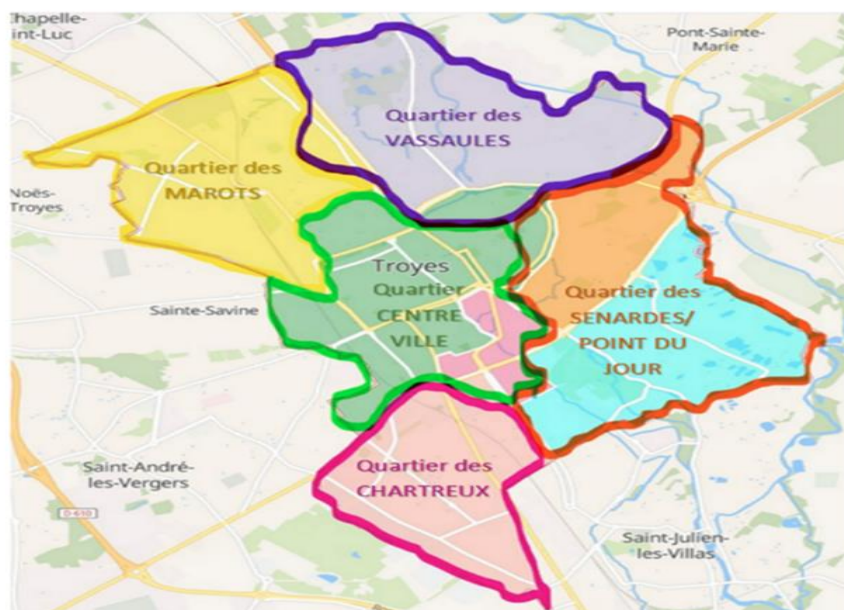 Chapelle-
int-Luc
Pont-Sainte-
Marie
Quartier des
VASSAULES
Quartier des
MAROTS
Noës-
Troyes
Troyes
Quartier
CENTRE
VILLE
Sainte-Savine
Quartier des
SENARDES/
POINT DU
JOUR
Quartier des
CHARTREUX
Saint-André-
les-Vergers
D 610
Saint-Julien-
les-Villas